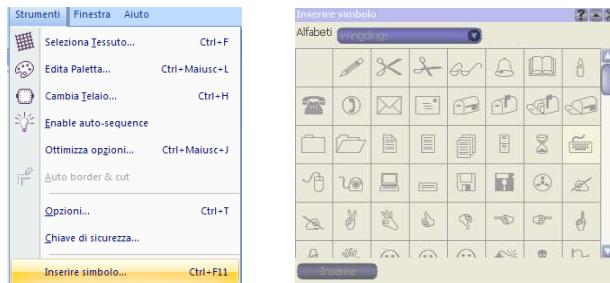 Strumenti Finestra Aiuto
Seleziona Tessuto... Ctrl+F
Edita Paletta... Ctrl+Maiusc+L
Cambia Telaio... Ctrl+H
Enable auto-sequence
Ottimizza opzioni... Ctrl+Maiusc+J
Auto border & cut
Opzioni... Ctrl+T
Chiave di sicurezza...
Inserire simbolo... Ctrl+F11
Inserire simbolo
Alfabeti Wingdings
Inserire